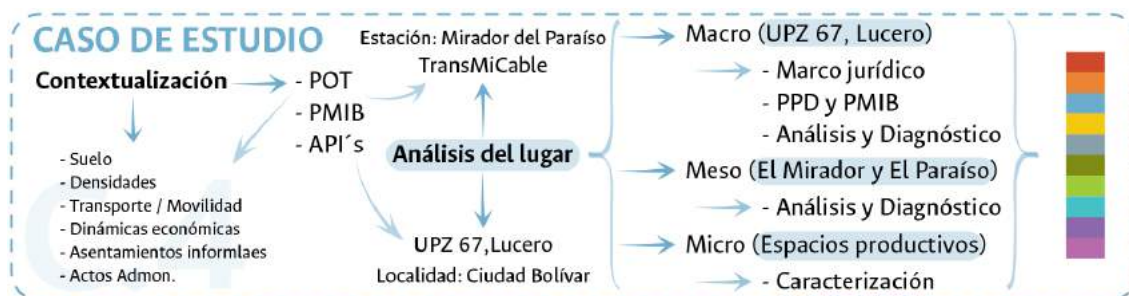 CASO DE ESTUDIO
Contextualización
- Suelo
- Densidades
- Transporte / Movilidad
- Dinámicas económicas
- Asentamientos informlaes
- Actos Admon.
- POT
- PMIB
- API´s
Estación: Mirador del Paraíso
TransMiCable
Análisis del lugar
UPZ 67,Lucero
Localidad: Ciudad Bolívar
Macro (UPZ 67, Lucero)
- Marco jurídico
- PPD y PMIB
- Análisis y Diagnóstico
Meso (El Mirador y El Paraíso)
- Análisis y Diagnóstico
Micro (Espacios productivos)
- Caracterización